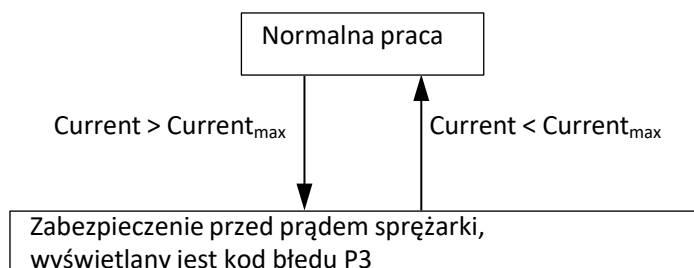 Normalna praca
Current > Currentmax
Current < Currentmax
Zabezpieczenie przed prądem sprężarki,
wyświetlany jest kod błędu P3